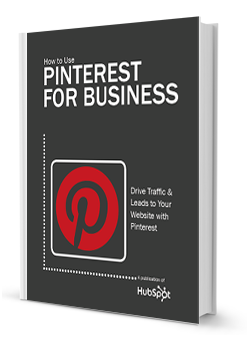 How to Use
PINTEREST
FOR BUSINESS
Drive Traffic &
Leads to Your
Website with
Pinterest
A publication of
HubSpot